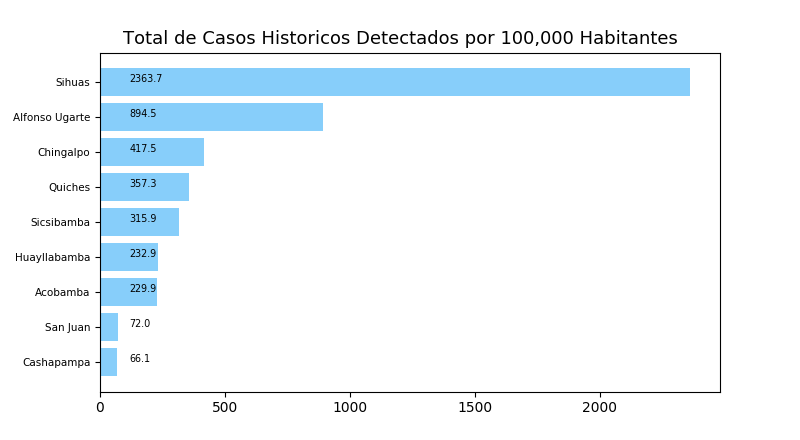 Total de Casos Historicos Detectados por 100,000 Habitantes
Sihuas 2363.7
Alfonso Ugarte 894.5
Chingalpo 417.5
Quiches 357.3
Sicsibamba 315.9
Huayllabamba 232.9
Acobamba 229.9
San Juan 72.0
Cashapampa 66.1
0 500 1000 1500 2000